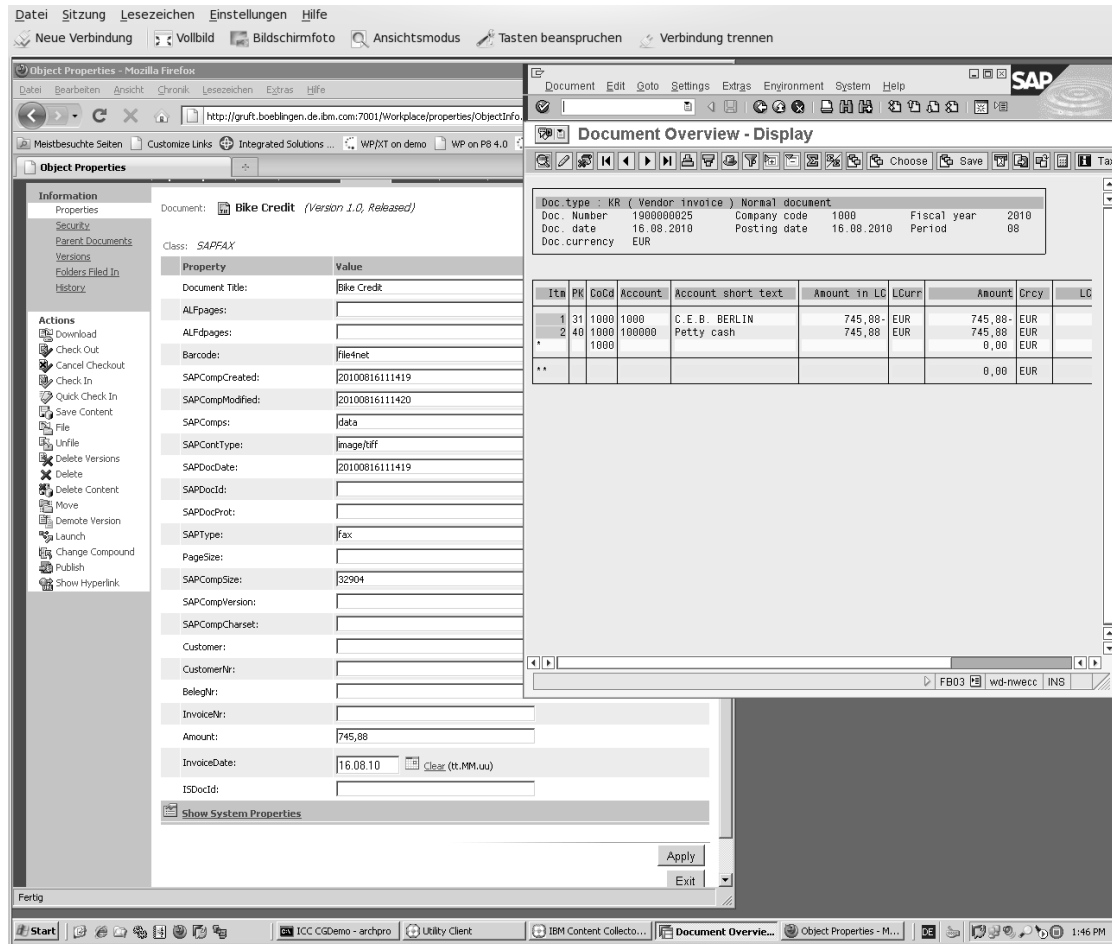 Datei Sitzung Lesezeichen Einstellungen Hilfe
Neue Verbindung Vollbild Bildschirmfoto Ansichtsmodus Tasten beanspruchen Verbindung trennen
Object Properties - Mozilla Firefox
Datei Bearbeiten Ansicht Chronik Lesezeichen Extras Hilfe
http://gruft.boeblingen.de.ibm.com:7001/Workplace/properties/ObjectInfo.
Meistbesuchte Seiten Customize Links Integrated Solutions ... WP/XT on demo WP on P8 4.0
Object Properties
Information
Properties
Security
Parent Documents
Versions
Folders Filed In
History
Actions
Download
Check Out
Cancel Checkout
Check In
Quick Check In
Save Content
File
Unfile
Delete Versions
Delete
Delete Content
Move
Demote Version
Launch
Change Compound
Publish
Show Hyperlink
Document: Bike Credit (Version 1.0, Released)
Class: SAPFAX
Property Value
Document Title: Bike Credit
ALFpages:
ALFdpages:
Barcode: file4net
SAPCompCreated: 20100816111419
SAPCompModified: 20100816111420
SAPComps: data
SAPContType: image/tiff
SAPDocDate: 20100816111419
SAPDocId:
SAPDocProt:
SAPType: fax
PageSize:
SAPCompSize: 32904
SAPCompVersion:
SAPCompCharset:
Customer:
CustomerNr:
BelegNr:
InvoiceNr:
Amount: 745,88
InvoiceDate: 16.08.10 Clear (tt.MM.uu)
ISDocId:
Show System Properties
Apply
Exit
Fertig
Document Edit Goto Settings Extras Environment System Help
SAP
Document Overview - Display
Choose Save Tax
Doc.type : KR ( Vendor invoice ) Normal document
Doc. Number 1900000025 Company code 1000 Fiscal year 2010
Doc. date 16.08.2010 Posting date 16.08.2010 Period 08
Doc.currency EUR
Itm PK CoCd Account Account short text Amount in LC LCurr Amount Crcy LC
1 31 1000 1000 C.E.B. BERLIN 745,88- EUR 745,88- EUR
2 40 1000 100000 Petty cash 745,88 EUR 745,88 EUR
* 1000 0,00 EUR
** 0,00 EUR
FB03 wd-nwecc INS
Start ICC CGDemo - archpro Utility Client IBM Content Collecto... Document Overvie... Object Properties - M... DE 1:46 PM